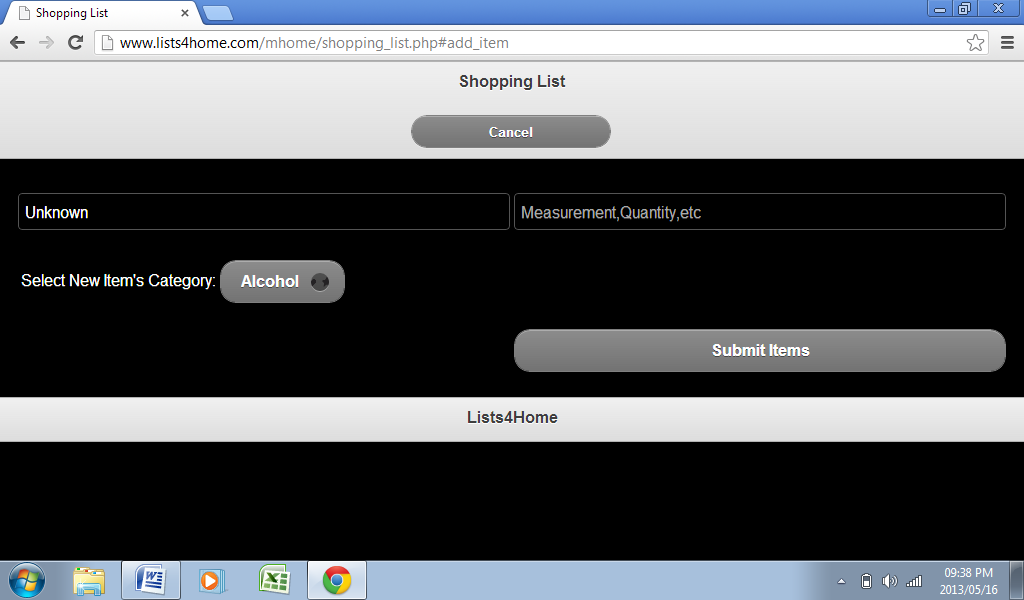 Shopping List
www.lists4home.com/mhome/shopping_list.php#add_item
Shopping List
Cancel
Unknown
Measurement,Quantity,etc
Select New Item's Category: Alcohol
Submit Items
Lists4Home
09:38 PM
2013/05/16